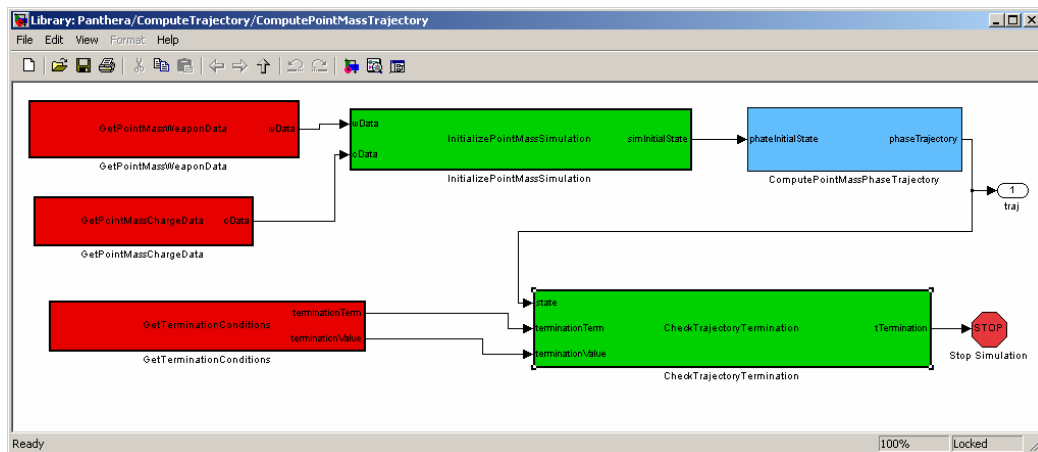 Library: Panthera/ComputeTrajectory/ComputePointMassTrajectory
File Edit View Format Help
GetPointMassWeaponData wData
GetPointMassWeaponData
wData
cData
InitializePointMassSimulation simInitialState
InitializePointMassSimulation
phateInitialState phaseTrajectory
ComputePointMassPhaseTrajectory
1
traj
GetPointMassChargeData cData
GetPointMassChargeData
GetTerminationConditions
terminationTerm
terminationValue
GetTerminationConditions
state
terminationTerm
terminationValue
CheckTrajectoryTermination tTermination
CheckTrajectoryTermination
STOP
Stop Simulation
Ready 100% Locked